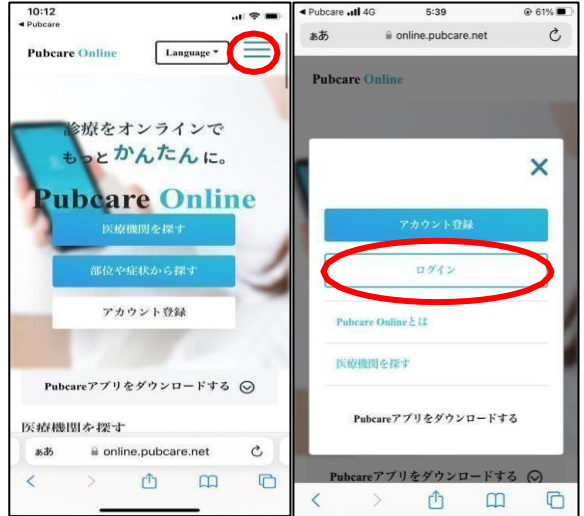 10:12
◀ Pubcare
Pubcare Online
Language
診療をオンラインで
もっと かんたん に。
Pubcare Online
医療機関を探す
部位や症状から探す
アカウント登録
Pubcareアプリをダウンロードする
医療機関を探す
ぁあ
online.pubcare.net
◀ Pubcare
4G
5:39
61%
ぁあ
online.pubcare.net
Pubcare Online
アカウント登録
ログイン
Pubcare Onlineとは
医療機関を探す
Pubcareアプリをダウンロードする
Pubcareアプリをダウンロードする